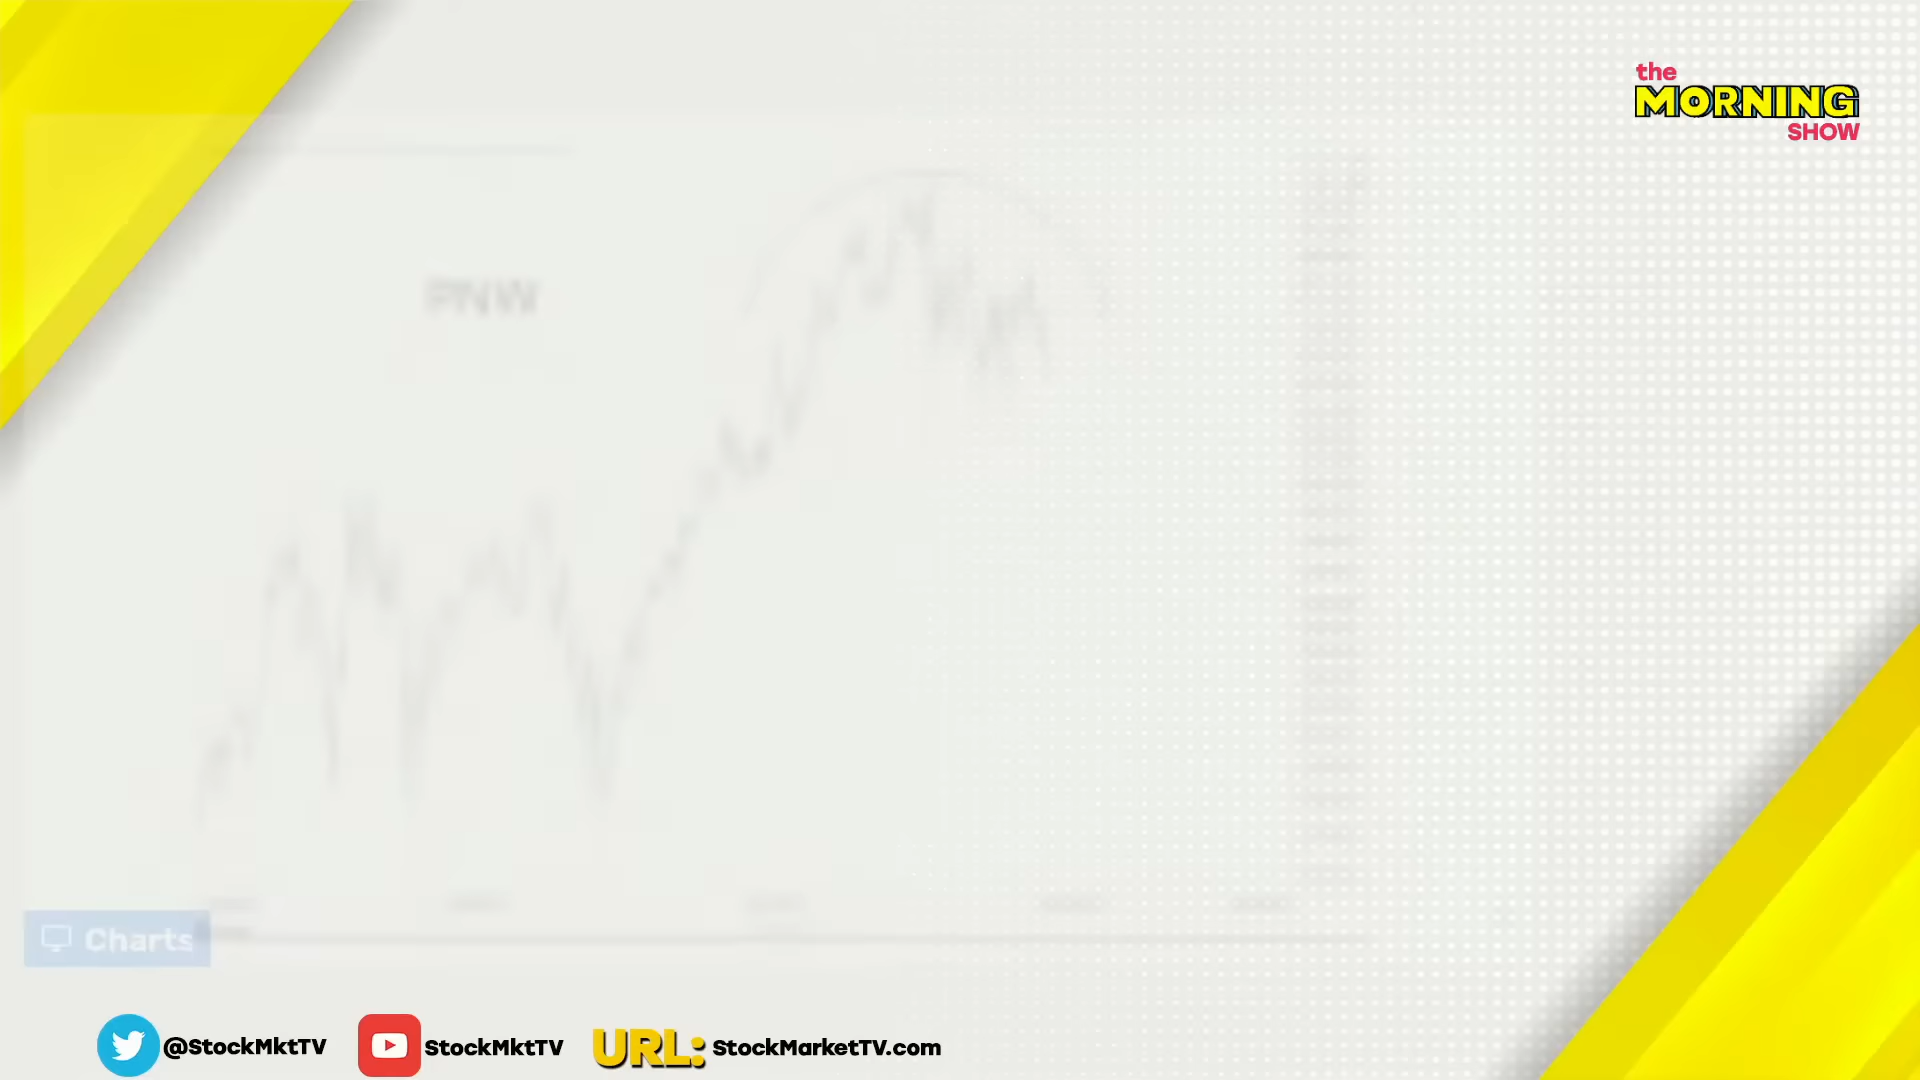 the
MORNING
SHOW
PNW
Charts
@StockMktTV
StockMktTV
URL: StockMarketTV.com